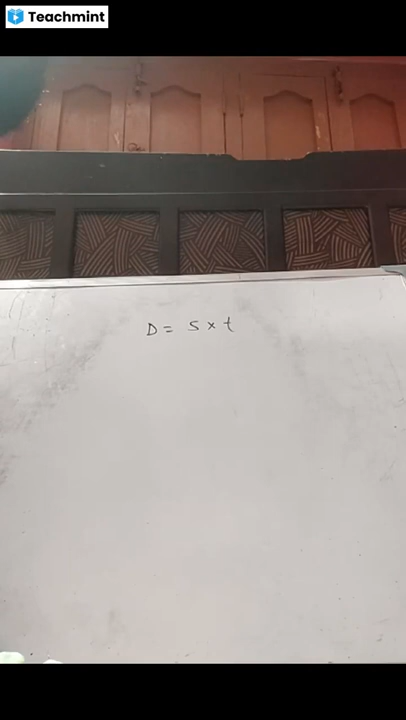 Teachmint
D = S × t